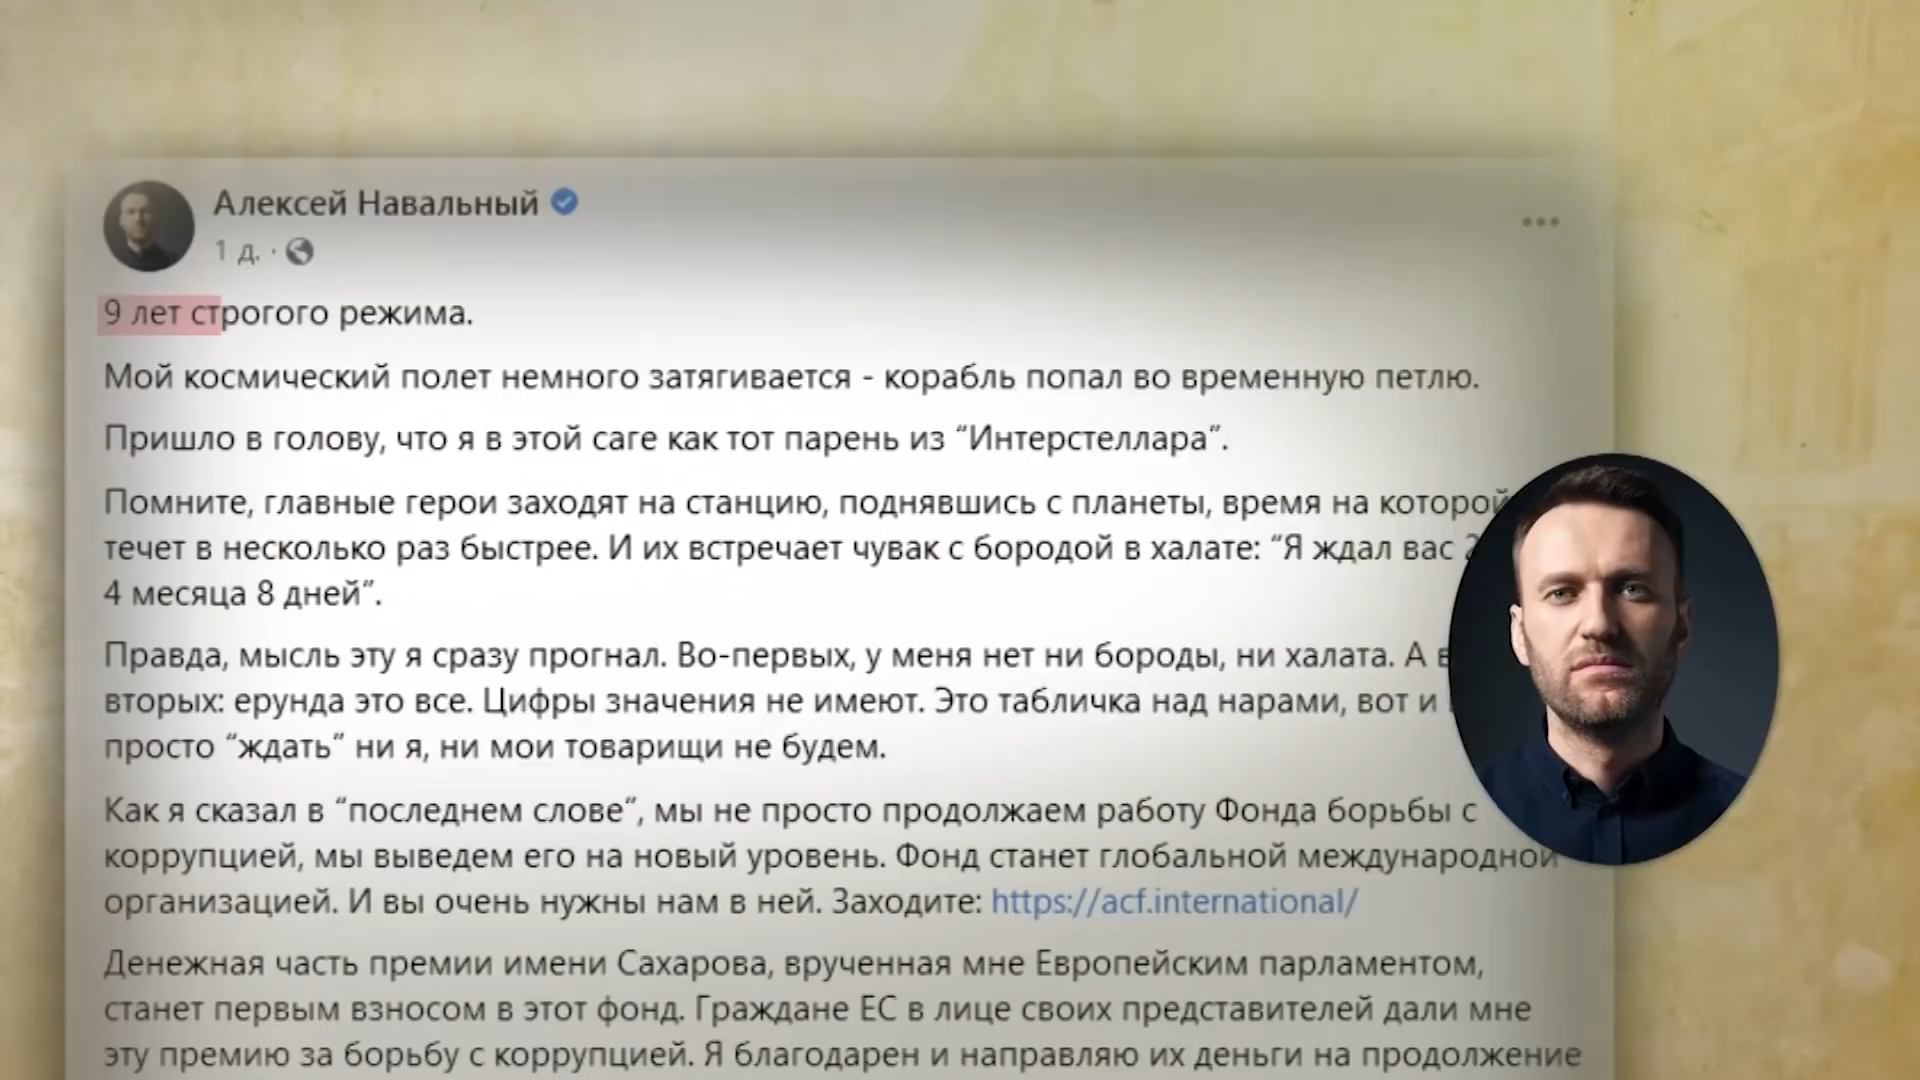 Алексей Навальный
1 д. ·
9 лет строгого режима.
Мой космический полет немного затягивается - корабль попал во временную петлю.
Пришло в голову, что я в этой саге как тот парень из “Интерстеллара”.
Помните, главные герои заходят на станцию, поднявшись с планеты, время на которой
течет в несколько раз быстрее. И их встречает чувак с бородой в халате: “Я ждал вас
4 месяца 8 дней”.
Правда, мысль эту я сразу прогнал. Во-первых, у меня нет ни бороды, ни халата. А
вторых: ерунда это все. Цифры значения не имеют. Это табличка над нарами, вот и
просто “ждать” ни я, ни мои товарищи не будем.
Как я сказал в “последнем слове”, мы не просто продолжаем работу Фонда борьбы с
коррупцией, мы выведем его на новый уровень. Фонд станет глобальной международной
организацией. И вы очень нужны нам в ней. Заходите: https://acf.international/
Денежная часть премии имени Сахарова, врученная мне Европейским парламентом,
станет первым взносом в этот фонд. Граждане ЕС в лице своих представителей дали мне
эту премию за борьбу с коррупцией. Я благодарен и направляю их деньги на продолжение